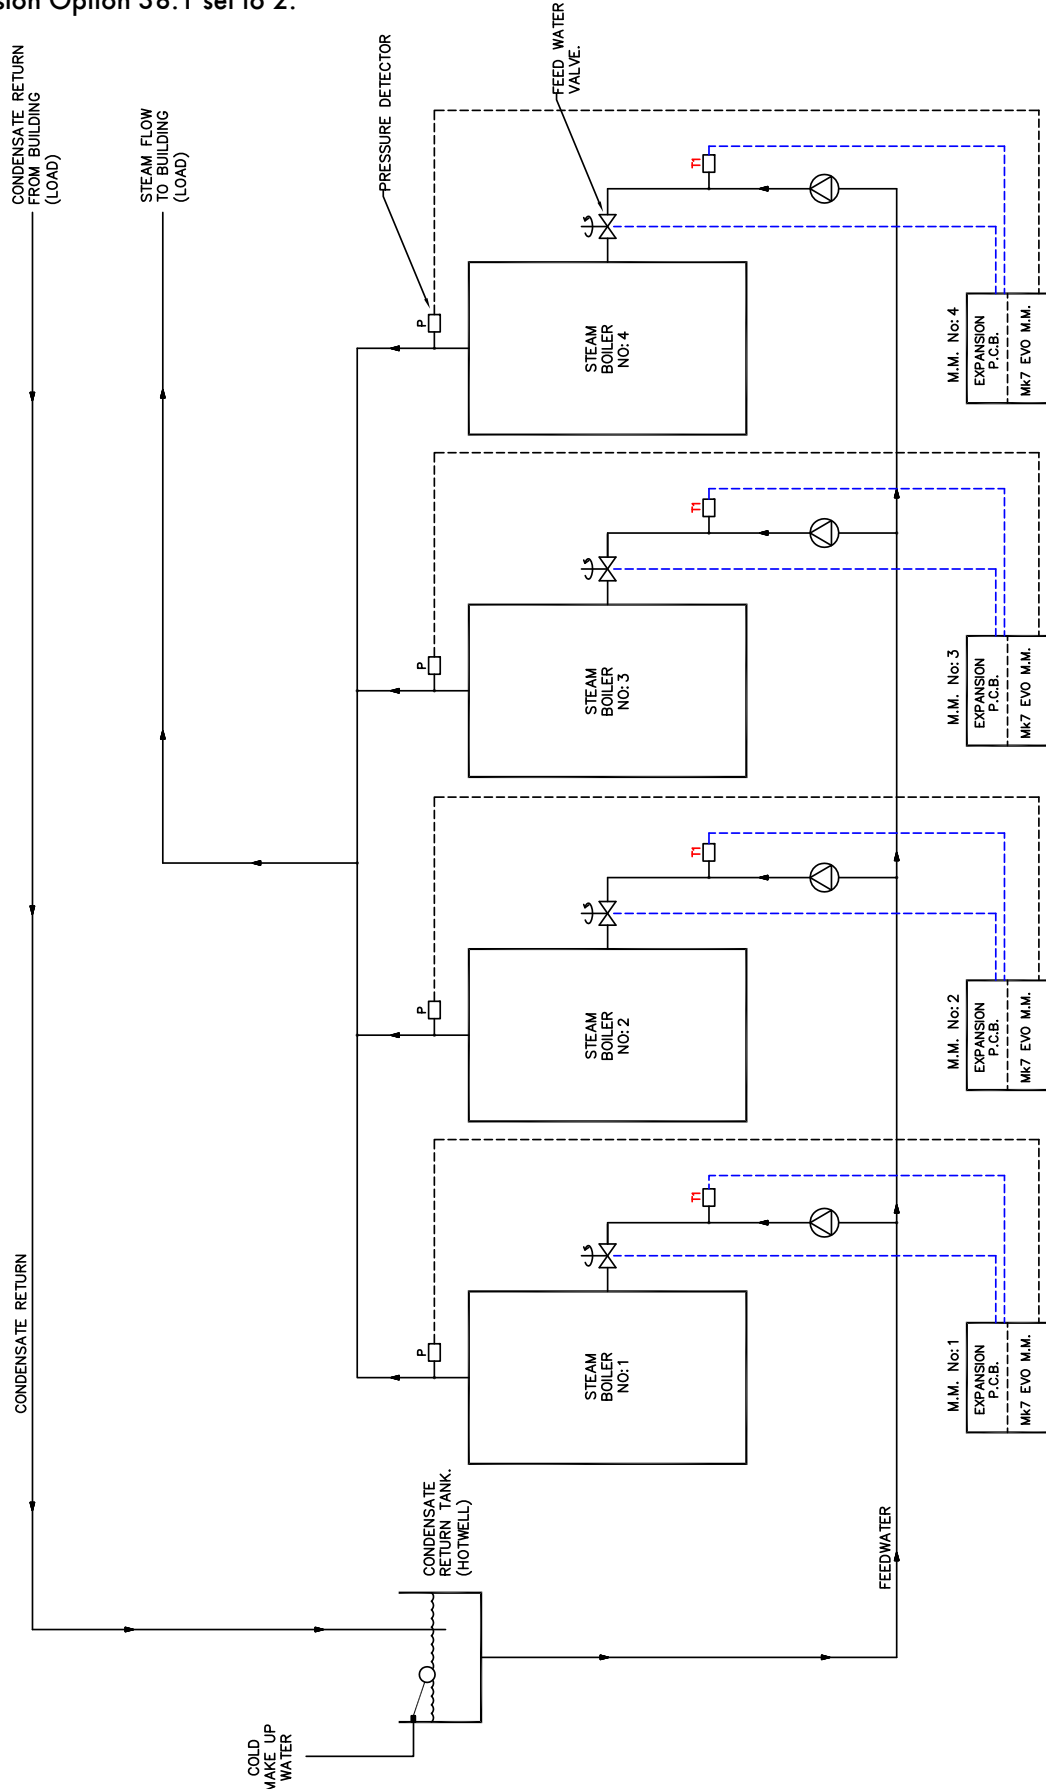 sion Option 38.1 set to 2.
CONDENSATE RETURN
FROM BUILDING
(LOAD)
STEAM FLOW
TO BUILDING
(LOAD)
PRESSURE DETECTOR
FEED WATER
VALVE.
P
T1
STEAM
BOILER
NO: 4
M.M. No: 4
EXPANSION
P.C.B.
Mk7 EVO M.M.
P
T1
STEAM
BOILER
NO: 3
M.M. No: 3
EXPANSION
P.C.B.
Mk7 EVO M.M.
P
T1
STEAM
BOILER
NO: 2
M.M. No: 2
EXPANSION
P.C.B.
Mk7 EVO M.M.
CONDENSATE RETURN
P
T1
STEAM
BOILER
NO: 1
M.M. No: 1
EXPANSION
P.C.B.
Mk7 EVO M.M.
CONDENSATE
RETURN TANK.
(HOTWELL)
FEEDWATER
COLD
MAKE UP
WATER